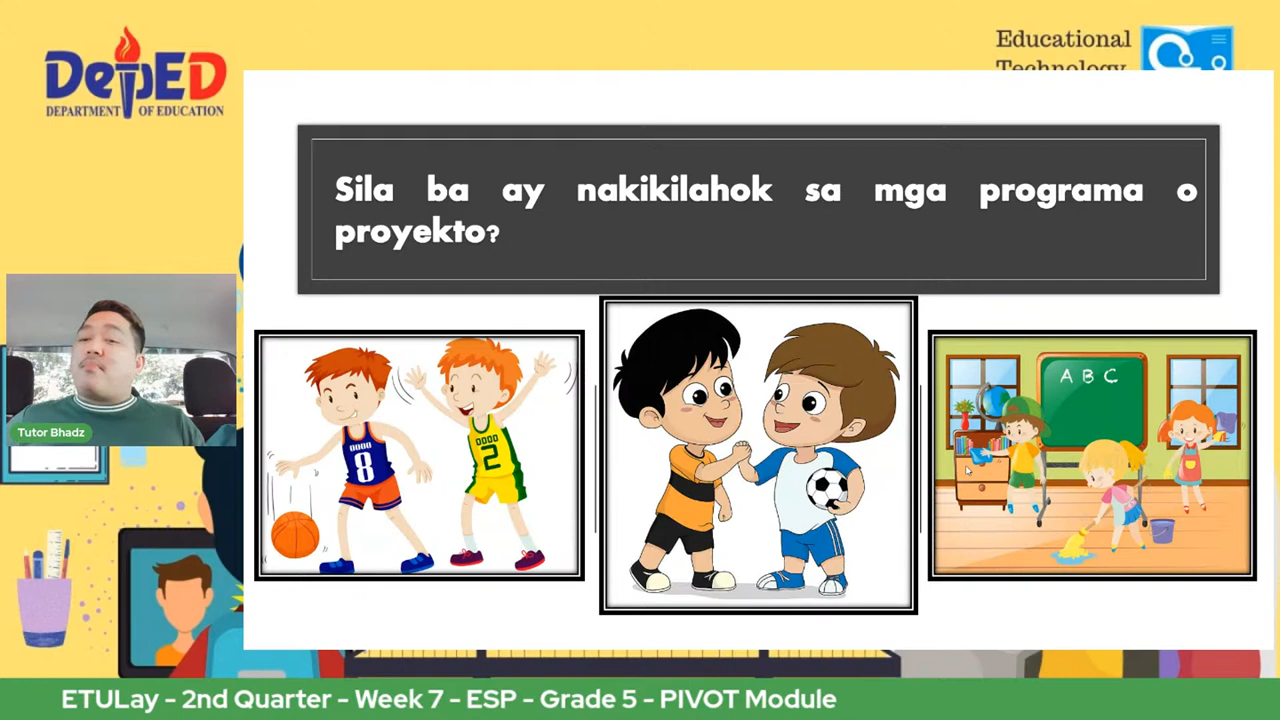 DepED
DEPARTMENT OF EDUCATION
Educational
Technology
Sila ba ay nakikilahok sa mga programa o
proyekto?
Tutor Bhadz
8
2
A B C
ETULay - 2nd Quarter - Week 7 - ESP - Grade 5 - PIVOT Module